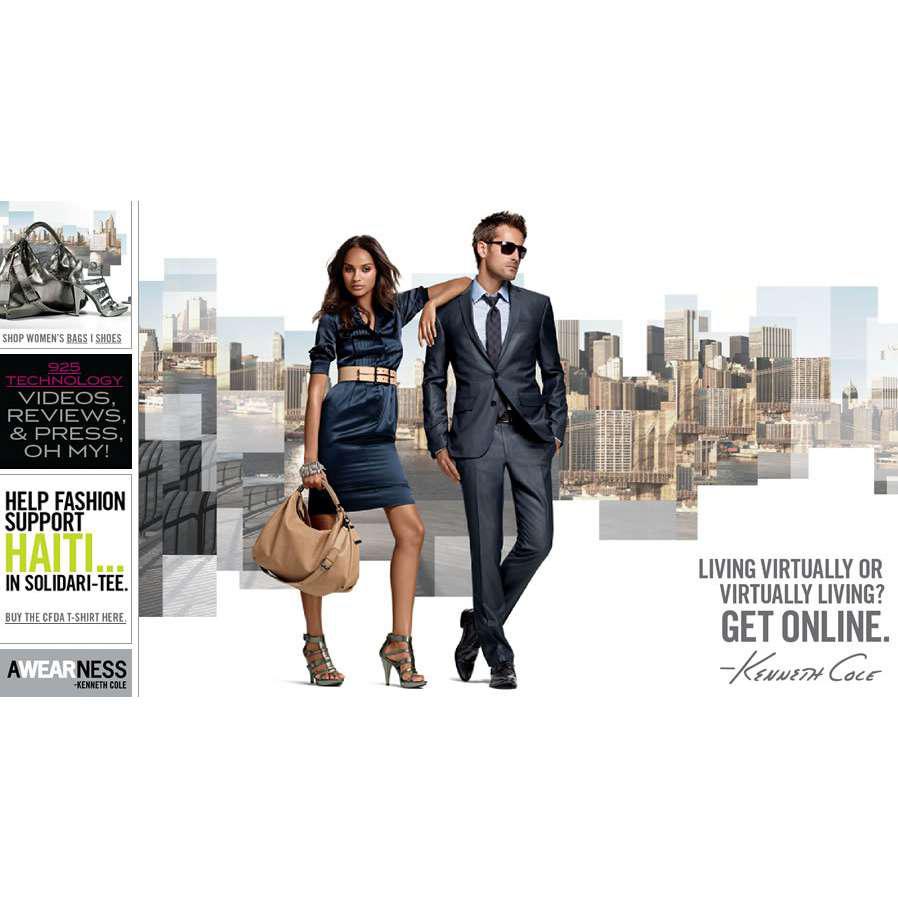 SHOP WOMEN'S BAGS | SHOES
925
TECHNOLOGY
VIDEOS,
REVIEWS,
& PRESS,
OH MY!
HELP FASHION
SUPPORT
HAITI...
IN SOLIDARI-TEE.
BUY THE CFDA T-SHIRT HERE.
AWEARNESS
-KENNETH COLE
LIVING VIRTUALLY OR
VIRTUALLY LIVING?
GET ONLINE.
-KENNETH COLE